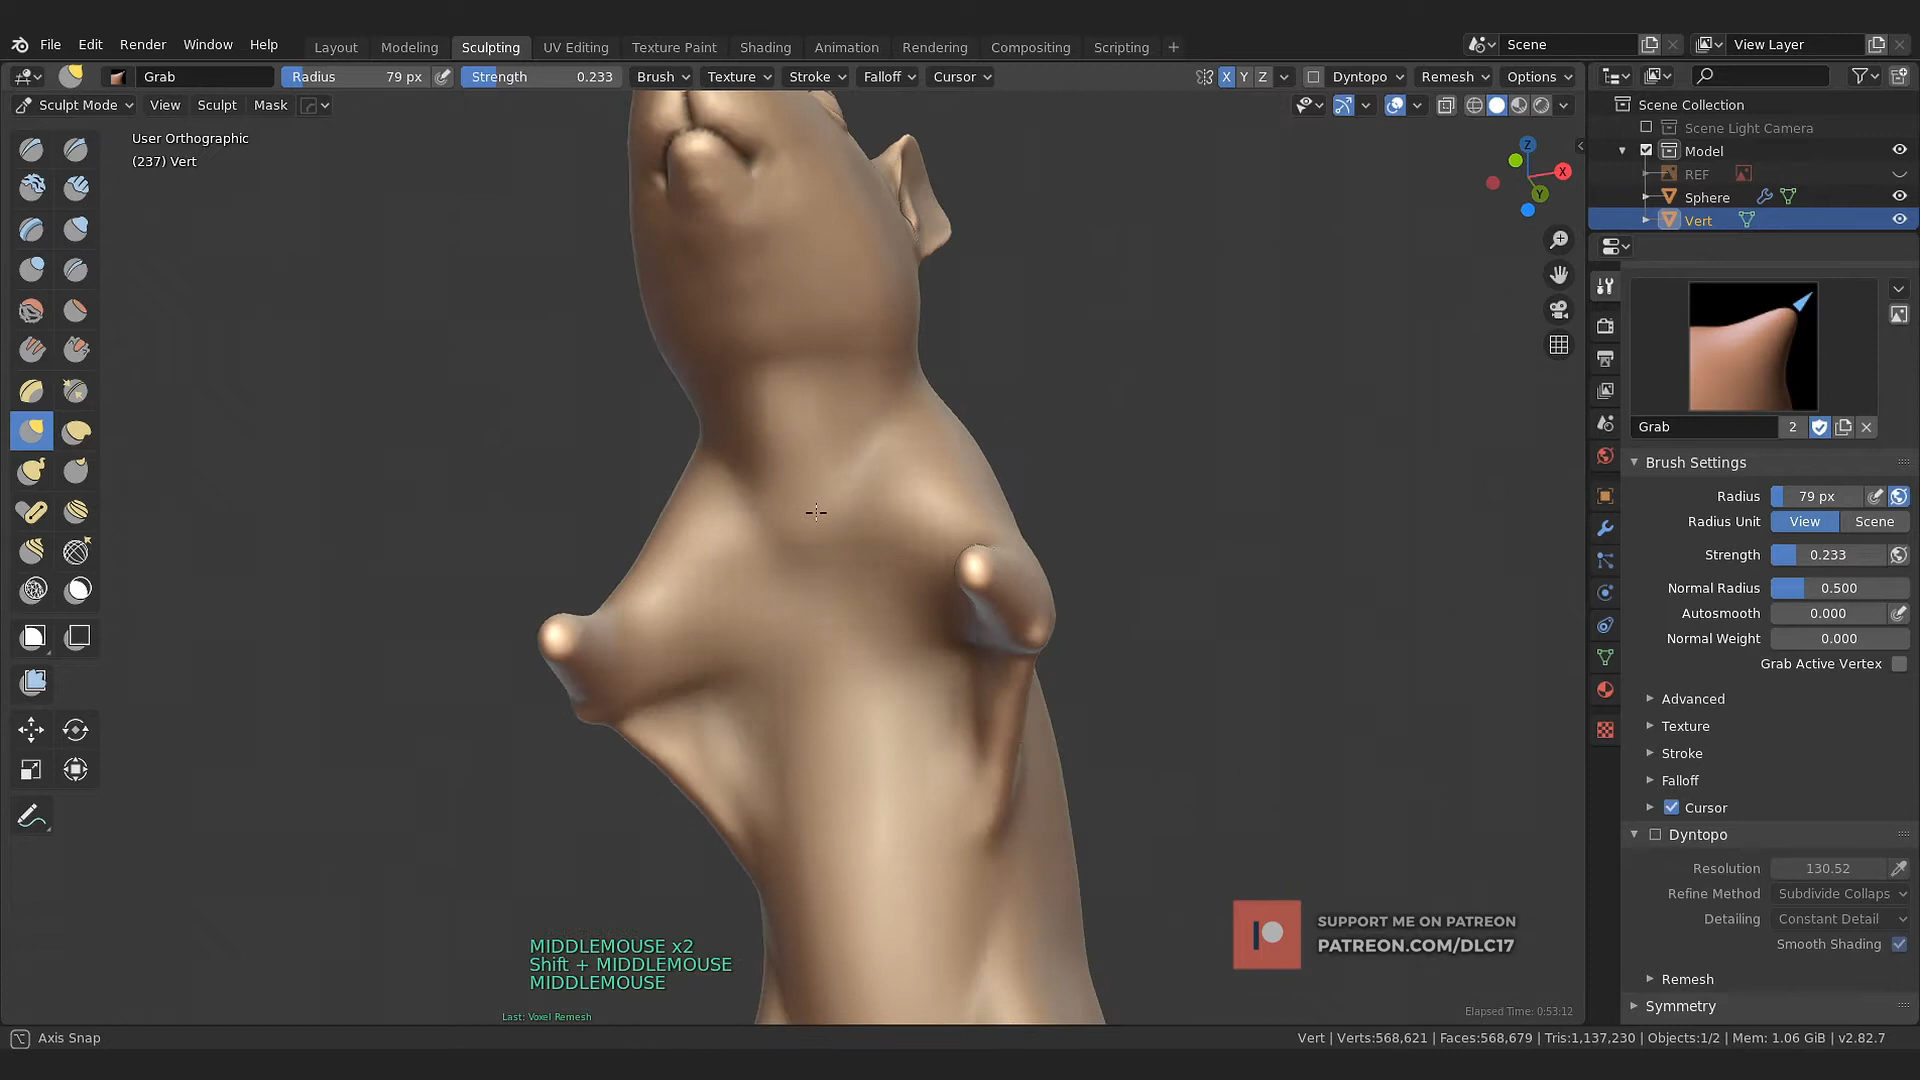 File Edit Render Window Help Layout Modeling Sculpting UV Editing Texture Paint Shading Animation Rendering Compositing Scripting + Scene View Layer
Grab Radius 79 px Strength 0.233 Brush Texture Stroke Falloff Cursor X Y Z Dyntopo Remesh Options
Sculpt Mode View Sculpt Mask
User Orthographic
(237) Vert
Z
X
Y
Scene Collection
Scene Light Camera
Model
REF
Sphere
Vert
Grab 2
Brush Settings
Radius 79 px
Radius Unit View Scene
Strength 0.233
Normal Radius 0.500
Autosmooth 0.000
Normal Weight 0.000
Grab Active Vertex
Advanced
Texture
Stroke
Falloff
Cursor
Dyntopo
Resolution 130.52
Refine Method Subdivide Collaps
Detailing Constant Detail
Smooth Shading
Remesh
Symmetry
MIDDLEMOUSE x2
Shift + MIDDLEMOUSE
MIDDLEMOUSE
Last: Voxel Remesh
SUPPORT ME ON PATREON
PATREON.COM/DLC17
Elapsed Time: 0:53:12
Axis Snap
Vert | Verts:568,621 | Faces:568,679 | Tris:1,137,230 | Objects:1/2 | Mem: 1.06 GiB | v2.82.7